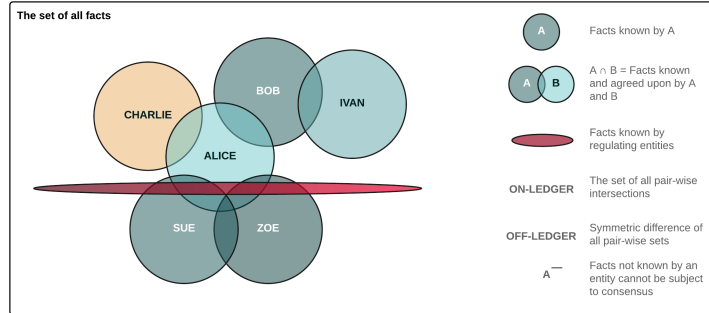 The set of all facts
CHARLIE
BOB
IVAN
ALICE
SUE
ZOE
A
Facts known by A
A B
A ∩ B = Facts known
and agreed upon by A
and B
Facts known by
regulating entities
ON-LEDGER
The set of all pair-wise
intersections
OFF-LEDGER
Symmetric difference of
all pair-wise sets
A—
Facts not known by an
entity cannot be subject
to consensus